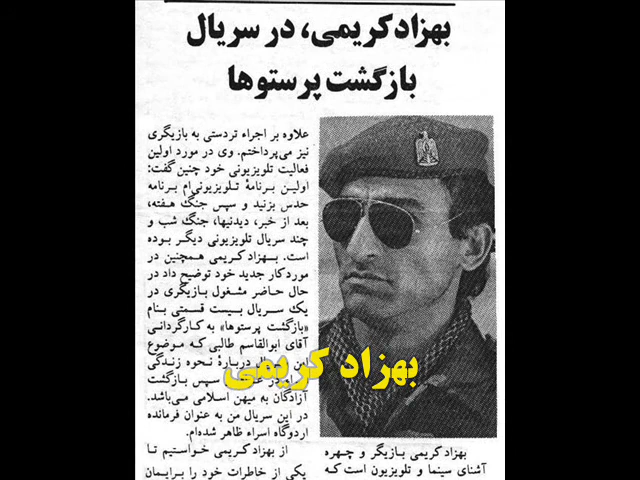 بهزاد کریمی، در سریال
بازگشت پرستوها
علاوه بر اجراء تردستی به بازیگری
نیز می‌پرداختم. وی در مورد اولین
فعالیت تلویزیونی خود چنین گفت:
اولین برنامهٔ تلویزیونی‌ام برنامه
حدس بزنید و سپس جنگ هفته،
بعد از خبر، دیدنیها، جنگ شب و
چند سریال تلویزیونی دیگر بوده
است. بهزاد کریمی همچنین در
مورد کار جدید خود توضیح داد در
حال حاضر مشغول بازیگری در
یک سریال بیست قسمتی بنام
«بازگشت پرستوها» به کارگردانی
آقای ابوالقاسم طالبی که موضوع
این دربارهٔ نحوه زندگی
در سپس بازگشت
آزادگان به میهن اسلامی می‌باشد.
در این سریال من به عنوان فرمانده
اردوگاه اسراء ظاهر شده‌ام.
از بهزاد کریمی خواستیم تا
یکی از خاطرات خود را برایمان
بهزاد کریمی
بهزاد کریمی بازیگر و چهره
آشنای سینما و تلویزیون است که